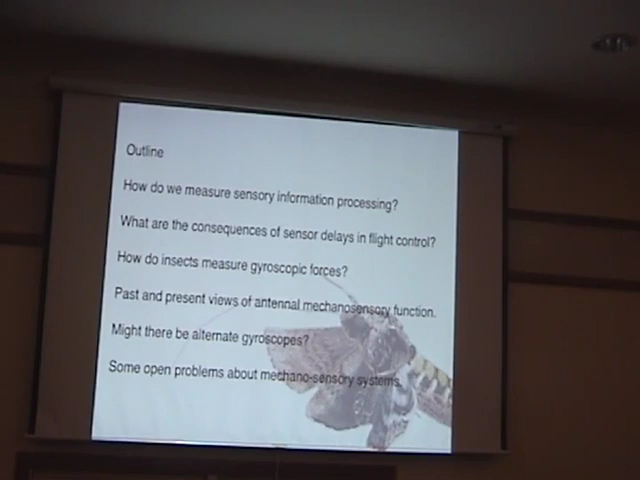 Outline
How do we measure sensory information processing?
What are the consequences of sensor delays in flight control?
How do insects measure gyroscopic forces?
Past and present views of antennal mechanosensory function.
Might there be alternate gyroscopes?
Some open problems about mechano-sensory systems.